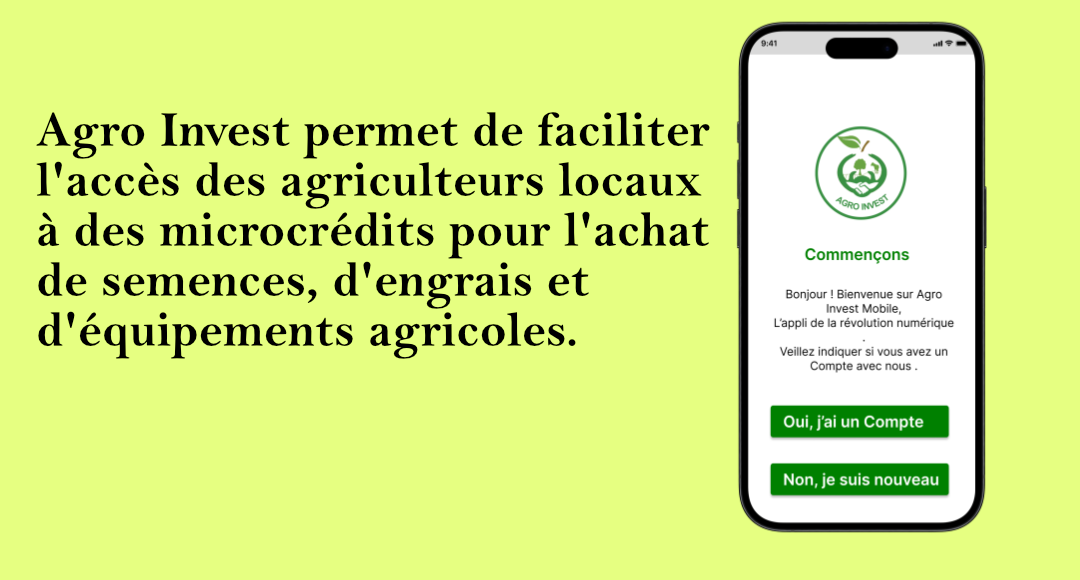 Agro Invest permet de faciliter
l'accès des agriculteurs locaux
à des microcrédits pour l'achat
de semences, d'engrais et
d'équipements agricoles.
9:41
AGRO INVEST
Commençons
Bonjour ! Bienvenue sur Agro
Invest Mobile,
L’appli de la révolution numérique
.
Veillez indiquer si vous avez un
Compte avec nous .
Oui, j’ai un Compte
Non, je suis nouveau